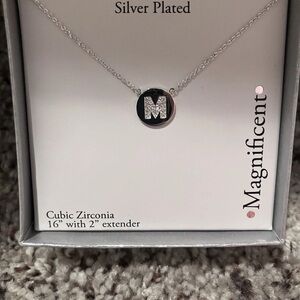 Silver Plated
M
Magnificent
Cubic Zirconia
16" with 2" extender